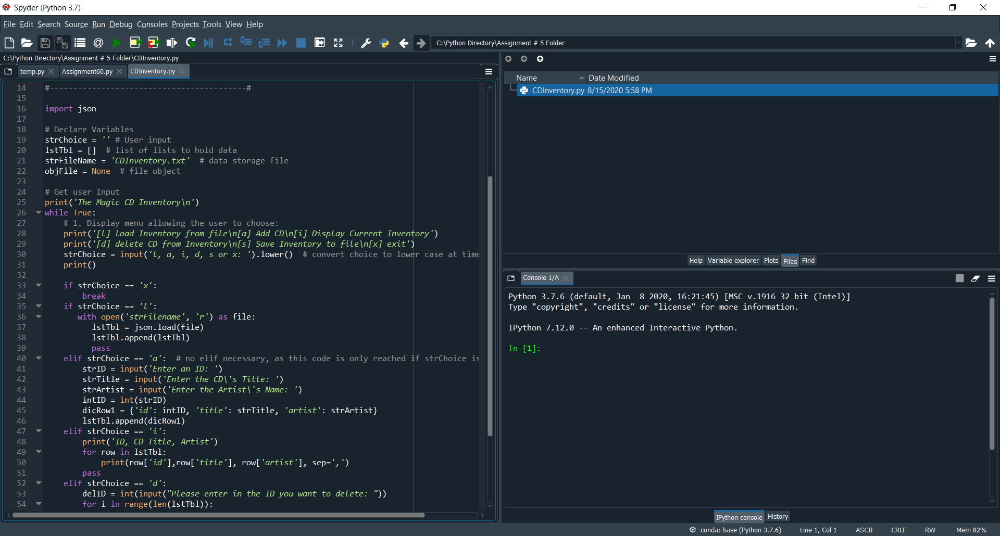 Spyder (Python 3.7)
File Edit Search Source Run Debug Consoles Projects Tools View Help
C:\Python Directory\Assignment # 5 Folder
C:\Python Directory\Assignment # 5 Folder\CDInventory.py
temp.py Assignment60.py CDInventory.py
14 #------------------------------------------#
15
16 import json
17
18 # Declare Variables
19 strChoice = '' # User input
20 lstTbl = []  # list of lists to hold data
21 strFileName = 'CDInventory.txt'  # data storage file
22 objFile = None  # file object
23
24 # Get user Input
25 print('The Magic CD Inventory\n')
26 while True:
27     # 1. Display menu allowing the user to choose:
28     print('[l] load Inventory from file\n[a] Add CD\n[i] Display Current Inventory')
29     print('[d] delete CD from Inventory\n[s] Save Inventory to file\n[x] exit')
30     strChoice = input('l, a, i, d, s or x: ').lower()  # convert choice to lower case at time
31     print()
32
33     if strChoice == 'x':
34         break
35     if strChoice == 'l':
36        with open('strFilename', 'r') as file:
37           lstTbl = json.load(file)
38           lstTbl.append(lstTbl)
39           pass
40     elif strChoice == 'a':  # no elif necessary, as this code is only reached if strChoice is
41         strID = input('Enter an ID: ')
42         strTitle = input('Enter the CD\'s Title: ')
43         strArtist = input('Enter the Artist\'s Name: ')
44         intID = int(strID)
45         dicRow1 = {'id': intID, 'title': strTitle, 'artist': strArtist}
46         lstTbl.append(dicRow1)
47     elif strChoice == 'i':
48         print('ID, CD Title, Artist')
49         for row in lstTbl:
50             print(row['id'],row['title'], row['artist'], sep=',')
51         pass
52     elif strChoice == 'd':
53         delID = int(input("Please enter in the ID you want to delete: "))
54         for i in range(len(lstTbl)):
Name Date Modified
CDInventory.py 8/15/2020 5:58 PM
Help Variable explorer Plots Files Find
Console 1/A
Python 3.7.6 (default, Jan  8 2020, 16:21:45) [MSC v.1916 32 bit (Intel)]
Type "copyright", "credits" or "license" for more information.
IPython 7.12.0 -- An enhanced Interactive Python.
In [1]:
IPython console History
conda: base (Python 3.7.6) Line 1, Col 1 ASCII CRLF RW Mem 82%